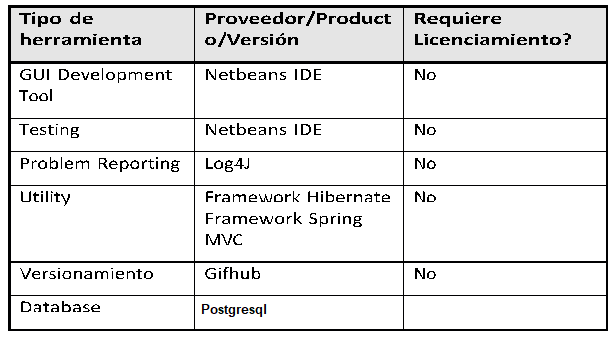 Tipo de
herramienta
Proveedor/Product
o/Versión
Requiere
Licenciamiento?
GUI Development
Tool
Netbeans IDE
No
Testing
Netbeans IDE
No
Problem Reporting
Log4J
No
Utility
Framework Hibernate
Framework Spring
MVC
No
Versionamiento
Gifhub
No
Database
Postgresql